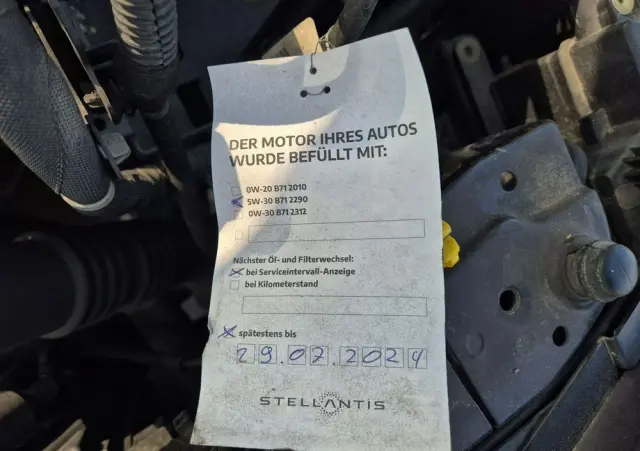 DER MOTOR IHRES AUTOS
WURDE BEFÜLLT MIT:
0W-20 B71 2010
5W-30 B71 2290
0W-30 B71 2312
Nächster Öl- und Filterwechsel:
bei Serviceintervall-Anzeige
bei Kilometerstand
spätestens bis
29.07.2024
STELLANTIS